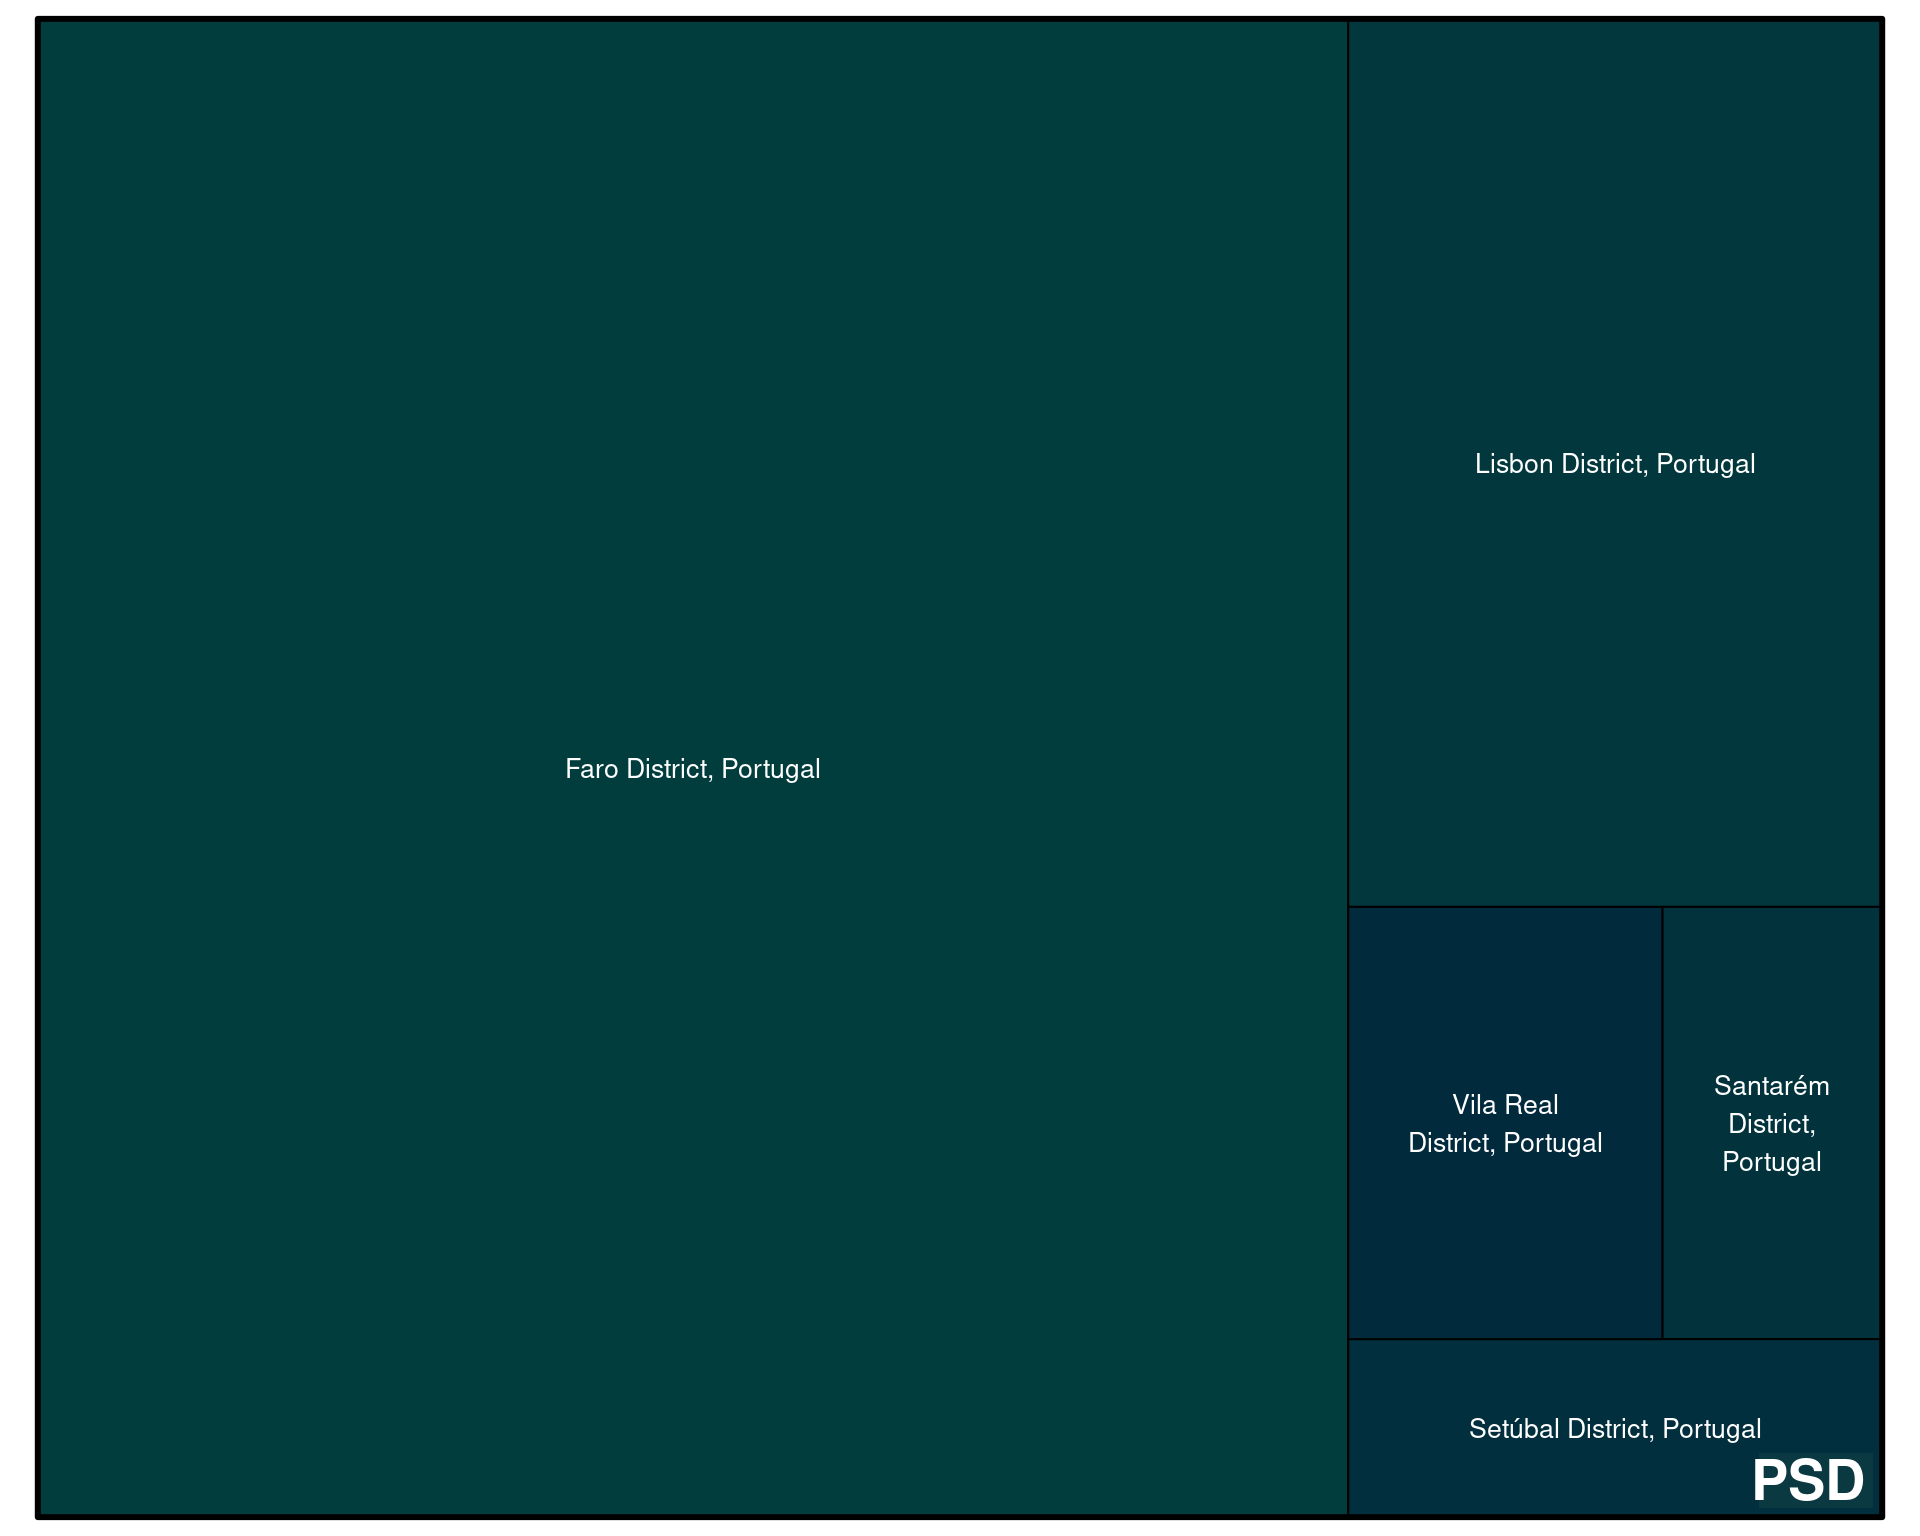 Lisbon District, Portugal
Faro District, Portugal
Vila Real
District, Portugal
Santarém
District,
Portugal
Setúbal District, Portugal
PSD